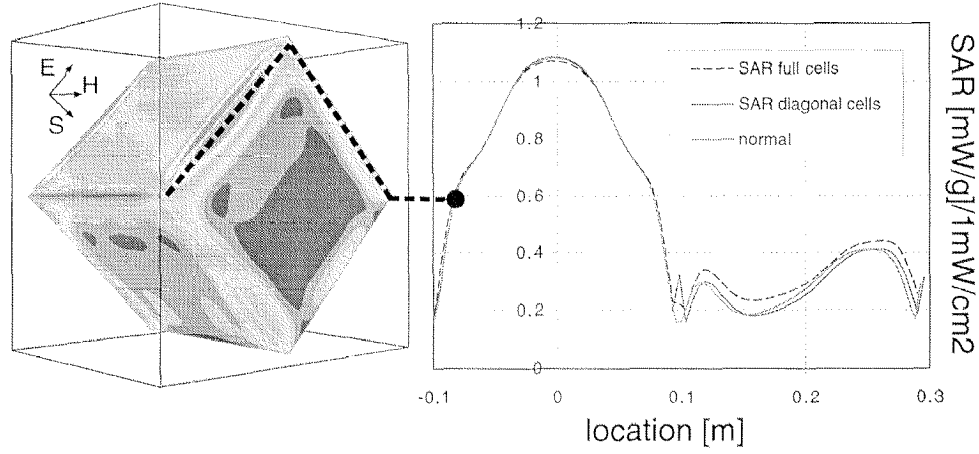 E
H
S
1.2
1
0.8
0.6
0.4
0.2
0
-0.1
0
0.1
0.2
0.3
location [m]
SAR [mW/g]/1mW/cm2
SAR full cells
SAR diagonal cells
normal